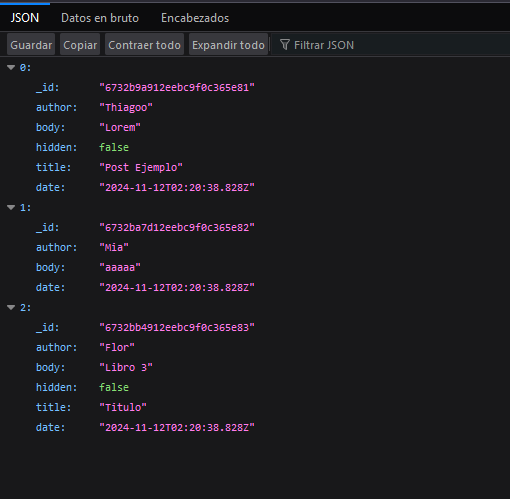 JSON Datos en bruto Encabezados
Guardar Copiar Contraer todo Expandir todo Filtrar JSON
0:
_id: "6732b9a912eebc9f0c365e81"
author: "Thiagoo"
body: "Lorem"
hidden: false
title: "Post Ejemplo"
date: "2024-11-12T02:20:38.828Z"
1:
_id: "6732ba7d12eebc9f0c365e82"
author: "Mia"
body: "aaaaa"
date: "2024-11-12T02:20:38.828Z"
2:
_id: "6732bb4912eebc9f0c365e83"
author: "Flor"
body: "Libro 3"
hidden: false
title: "Titulo"
date: "2024-11-12T02:20:38.828Z"